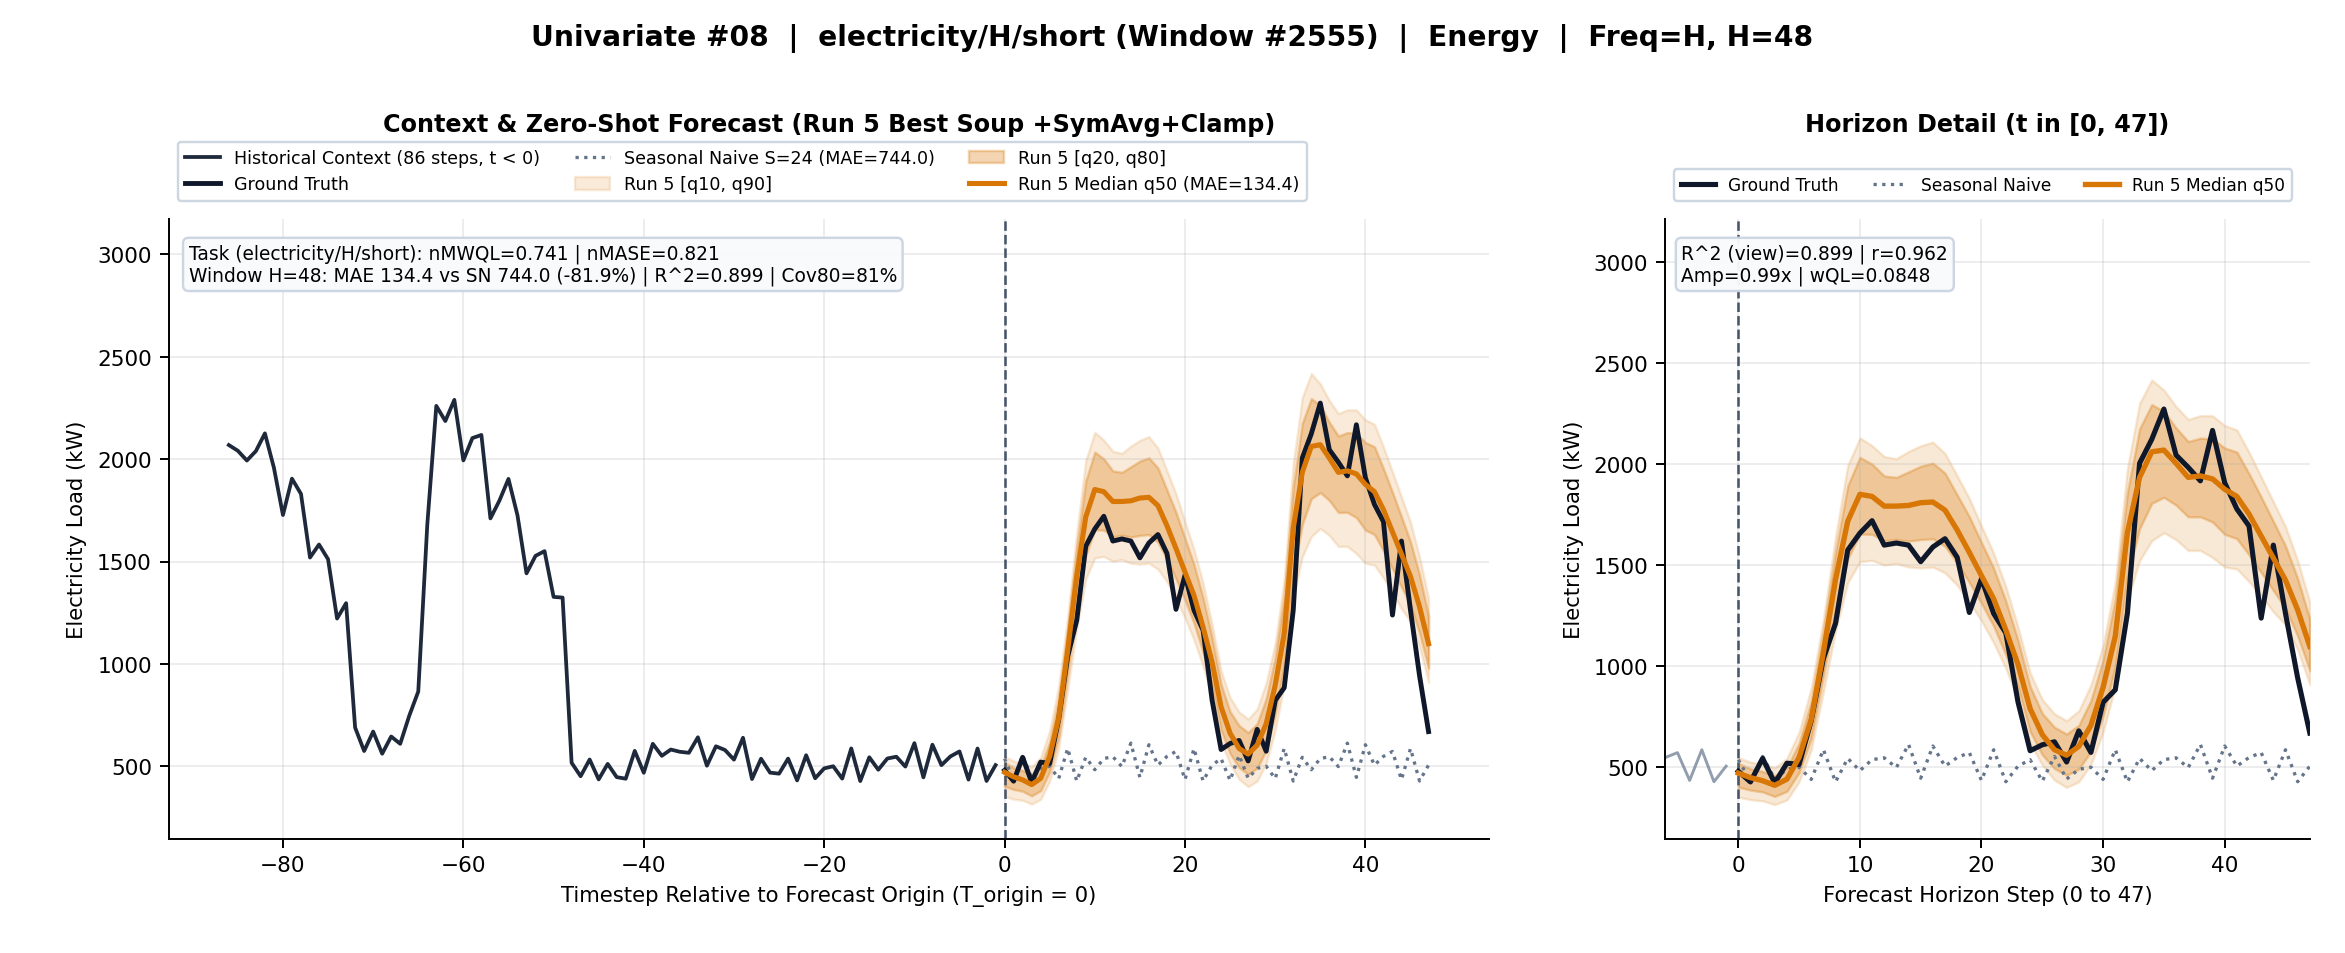 Univariate #08 | electricity/H/short (Window #2555) | Energy | Freq=H, H=48
Context & Zero-Shot Forecast (Run 5 Best Soup +SymAvg+Clamp)
Historical Context (86 steps, t < 0)
Ground Truth
Seasonal Naive S=24 (MAE=744.0)
Run 5 [q10, q90]
Run 5 [q20, q80]
Run 5 Median q50 (MAE=134.4)
Task (electricity/H/short): nMWQL=0.741 | nMASE=0.821
Window H=48: MAE 134.4 vs SN 744.0 (-81.9%) | R^2=0.899 | Cov80=81%
Electricity Load (kW)
3000
2500
2000
1500
1000
500
−80
−60
−40
−20
0
20
40
Timestep Relative to Forecast Origin (T_origin = 0)
Horizon Detail (t in [0, 47])
Ground Truth
Seasonal Naive
Run 5 Median q50
R^2 (view)=0.899 | r=0.962
Amp=0.99x | wQL=0.0848
Electricity Load (kW)
3000
2500
2000
1500
1000
500
0
10
20
30
40
Forecast Horizon Step (0 to 47)